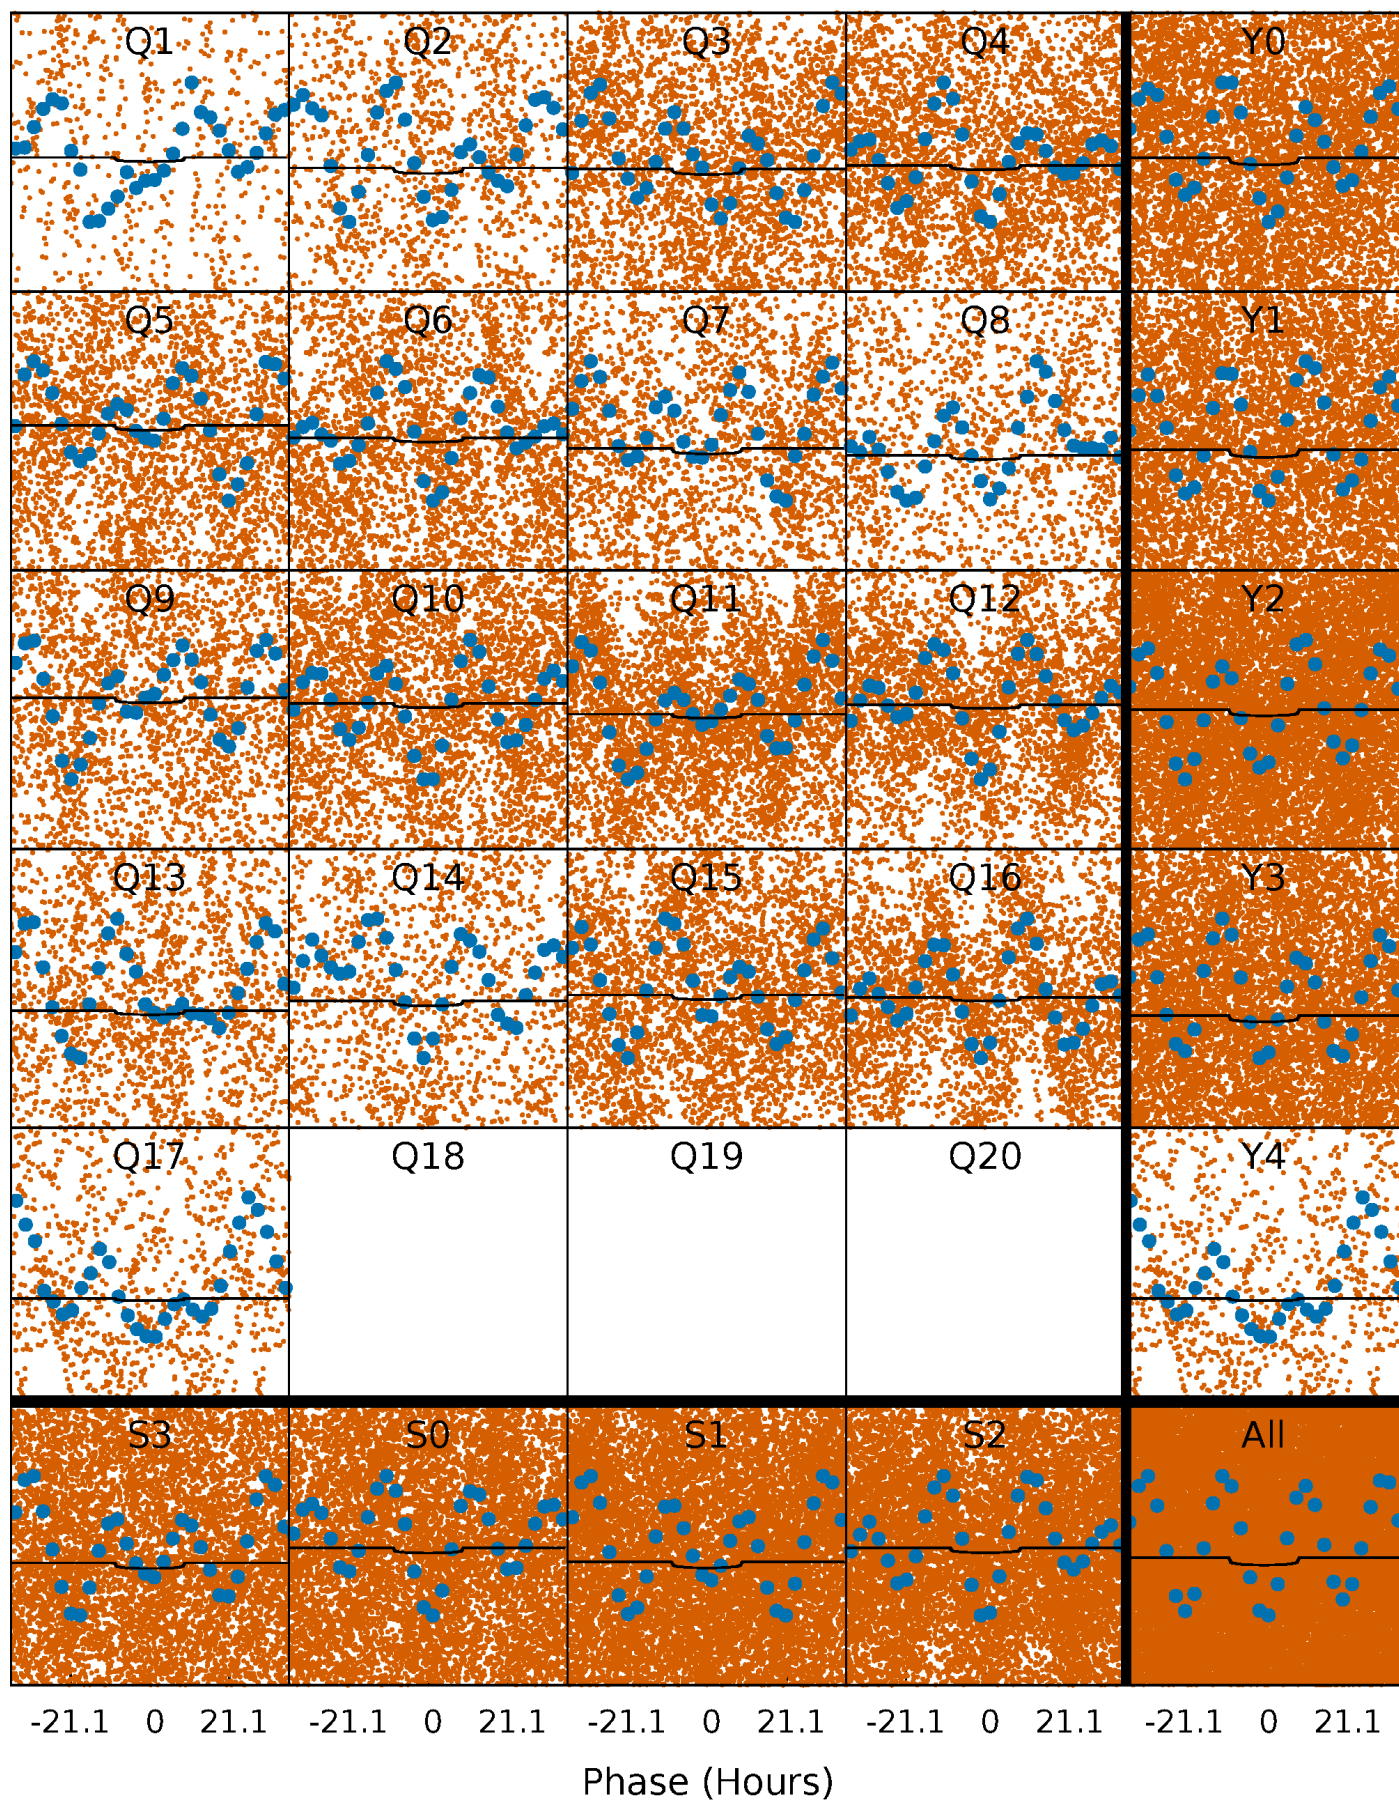 Q1 Q2 Q3 Q4 Y0
Q5 Q6 Q7 Q8 Y1
Q9 Q10 Q11 Q12 Y2
Q13 Q14 Q15 Q16 Y3
Q17 Q18 Q19 Q20 Y4
S3 S0 S1 S2 All
-21.1 0 21.1 -21.1 0 21.1 -21.1 0 21.1 -21.1 0 21.1 -21.1 0 21.1
Phase (Hours)